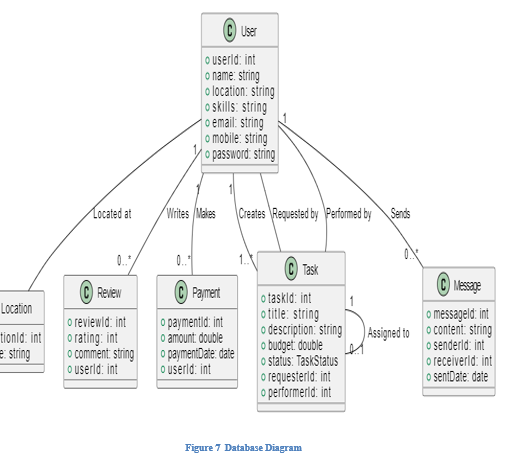 C User
userId: int
name: string
location: string
skills: string
email: string
mobile: string
password: string
1
1
1
1
Located at
Writes
Makes
Creates
Requested by
Performed by
Sends
0..*
0..*
1..*
0..*
Location
tionId: int
e: string
C Review
reviewId: int
rating: int
comment: string
userId: int
C Payment
paymentId: int
amount: double
paymentDate: date
userId: int
C Task
taskId: int
title: string
description: string
budget: double
status: TaskStatus
requesterId: int
performerId: int
1
Assigned to
0..1
C Message
messageId: int
content: string
senderId: int
receiverId: int
sentDate: date
Figure 7 Database Diagram